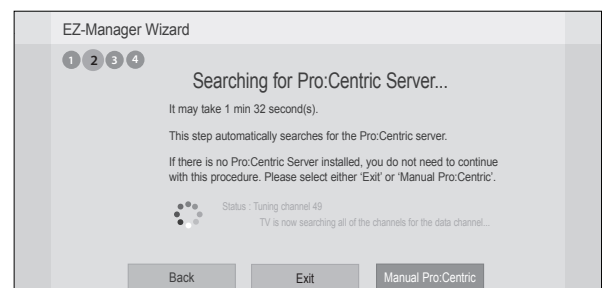 EZ-Manager Wizard
1 2 3 4
Searching for Pro:Centric Server...
It may take 1 min 32 second(s).
This step automatically searches for the Pro:Centric server.
If there is no Pro:Centric Server installed, you do not need to continue
with this procedure. Please select either ‘Exit’ or ‘Manual Pro:Centric’.
Status : Tuning channel 49
TV is now searching all of the channels for the data channel...
Back Exit Manual Pro:Centric